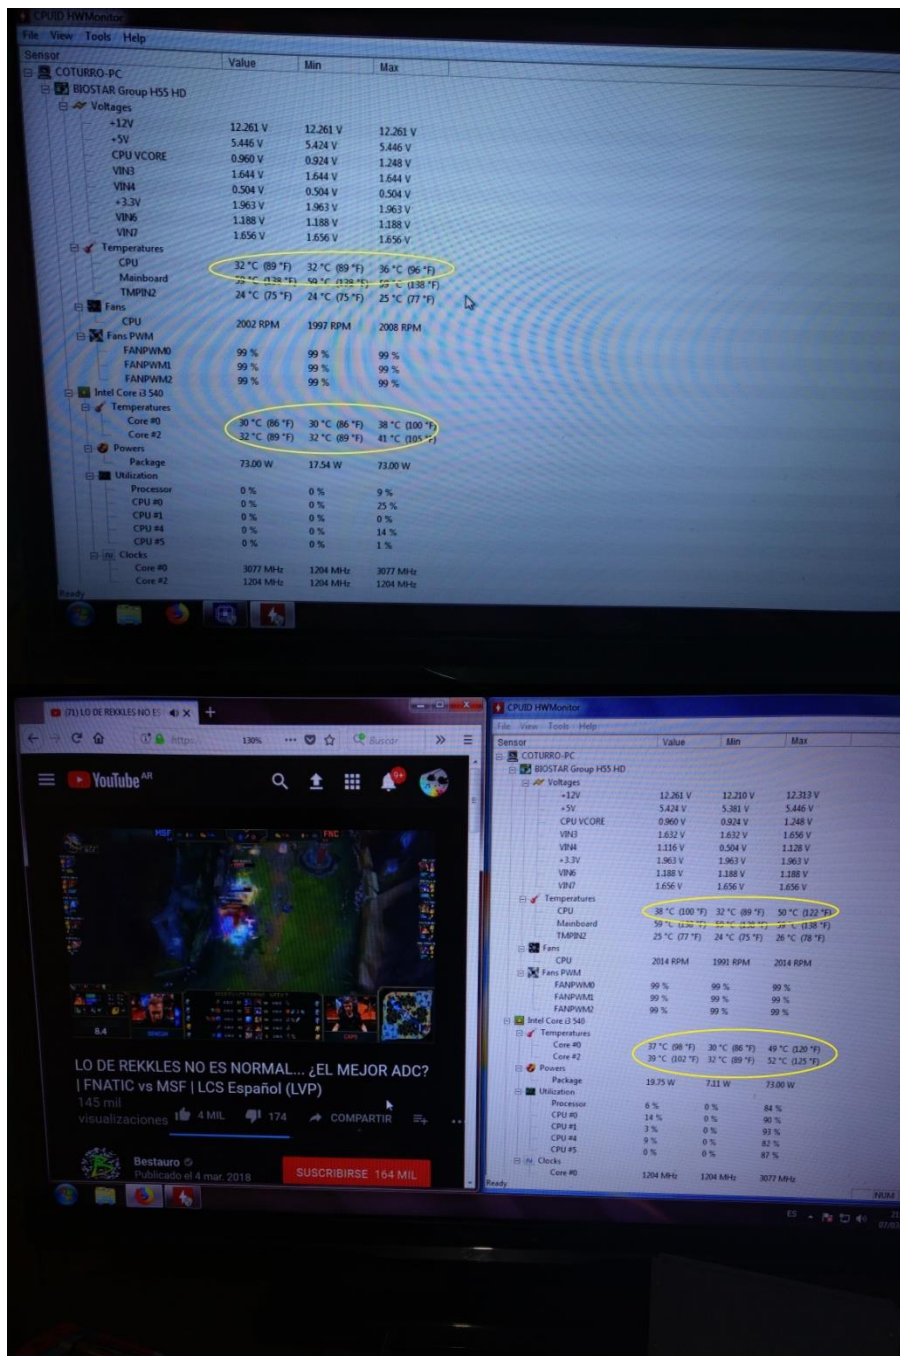 CPUID HWMonitor
File View Tools Help
Sensor Value Min Max
COTURRO-PC
BIOSTAR Group H55 HD
Voltages
+12V 12.261 V 12.261 V 12.261 V
+5V 5.446 V 5.424 V 5.446 V
CPU VCORE 0.960 V 0.924 V 1.248 V
VIN3 1.644 V 1.644 V 1.644 V
VIN4 0.504 V 0.504 V 0.504 V
+3.3V 1.963 V 1.963 V 1.963 V
VIN6 1.188 V 1.188 V 1.188 V
VIN7 1.656 V 1.656 V 1.656 V
Temperatures
CPU 32 °C (89 °F) 32 °C (89 °F) 36 °C (96 °F)
Mainboard 59 °C (138 °F) 59 °C (138 °F) 59 °C (138 °F)
TMPIN2 24 °C (75 °F) 24 °C (75 °F) 25 °C (77 °F)
Fans
CPU 2002 RPM 1997 RPM 2008 RPM
Fans PWM
FANPWM0 99 % 99 % 99 %
FANPWM1 99 % 99 % 99 %
FANPWM2 99 % 99 % 99 %
Intel Core i3 540
Temperatures
Core #0 30 °C (86 °F) 30 °C (86 °F) 38 °C (100 °F)
Core #2 32 °C (89 °F) 32 °C (89 °F) 41 °C (105 °F)
Powers
Package 73.00 W 17.54 W 73.00 W
Utilization
Processor 0 % 0 % 9 %
CPU #0 0 % 0 % 25 %
CPU #1 0 % 0 % 0 %
CPU #4 0 % 0 % 14 %
CPU #5 0 % 0 % 1 %
Clocks
Core #0 3077 MHz 1204 MHz 3077 MHz
Core #2 1204 MHz 1204 MHz 1204 MHz
Ready
(71) LO DE REKKLES NO ES
https: 130% Buscar
YouTube AR
9+
MSF FNC
8.4
LO DE REKKLES NO ES NORMAL... ¿EL MEJOR ADC?
| FNATIC vs MSF | LCS Español (LVP)
145 mil
visualizaciones 4 MIL 174 COMPARTIR
Bestauro
Publicado el 4 mar. 2018
SUSCRIBIRSE 164 MIL
CPUID HWMonitor
File View Tools Help
Sensor Value Min Max
COTURRO-PC
BIOSTAR Group H55 HD
Voltages
+12V 12.261 V 12.210 V 12.313 V
+5V 5.424 V 5.381 V 5.446 V
CPU VCORE 0.960 V 0.924 V 1.248 V
VIN3 1.632 V 1.632 V 1.656 V
VIN4 1.116 V 0.504 V 1.128 V
+3.3V 1.963 V 1.963 V 1.963 V
VIN6 1.188 V 1.188 V 1.188 V
VIN7 1.656 V 1.656 V 1.656 V
Temperatures
CPU 38 °C (100 °F) 32 °C (89 °F) 50 °C (122 °F)
Mainboard 59 °C (138 °F) 59 °C (138 °F) 59 °C (138 °F)
TMPIN2 25 °C (77 °F) 24 °C (75 °F) 26 °C (78 °F)
Fans
CPU 2014 RPM 1991 RPM 2014 RPM
Fans PWM
FANPWM0 99 % 99 % 99 %
FANPWM1 99 % 99 % 99 %
FANPWM2 99 % 99 % 99 %
Intel Core i3 540
Temperatures
Core #0 37 °C (98 °F) 30 °C (86 °F) 49 °C (120 °F)
Core #2 39 °C (102 °F) 32 °C (89 °F) 52 °C (125 °F)
Powers
Package 19.75 W 7.11 W 73.00 W
Utilization
Processor 6 % 0 % 84 %
CPU #0 14 % 0 % 90 %
CPU #1 3 % 0 % 93 %
CPU #4 9 % 0 % 82 %
CPU #5 0 % 0 % 87 %
Clocks
Core #0 1204 MHz 1204 MHz 3077 MHz
Ready NUM
ES